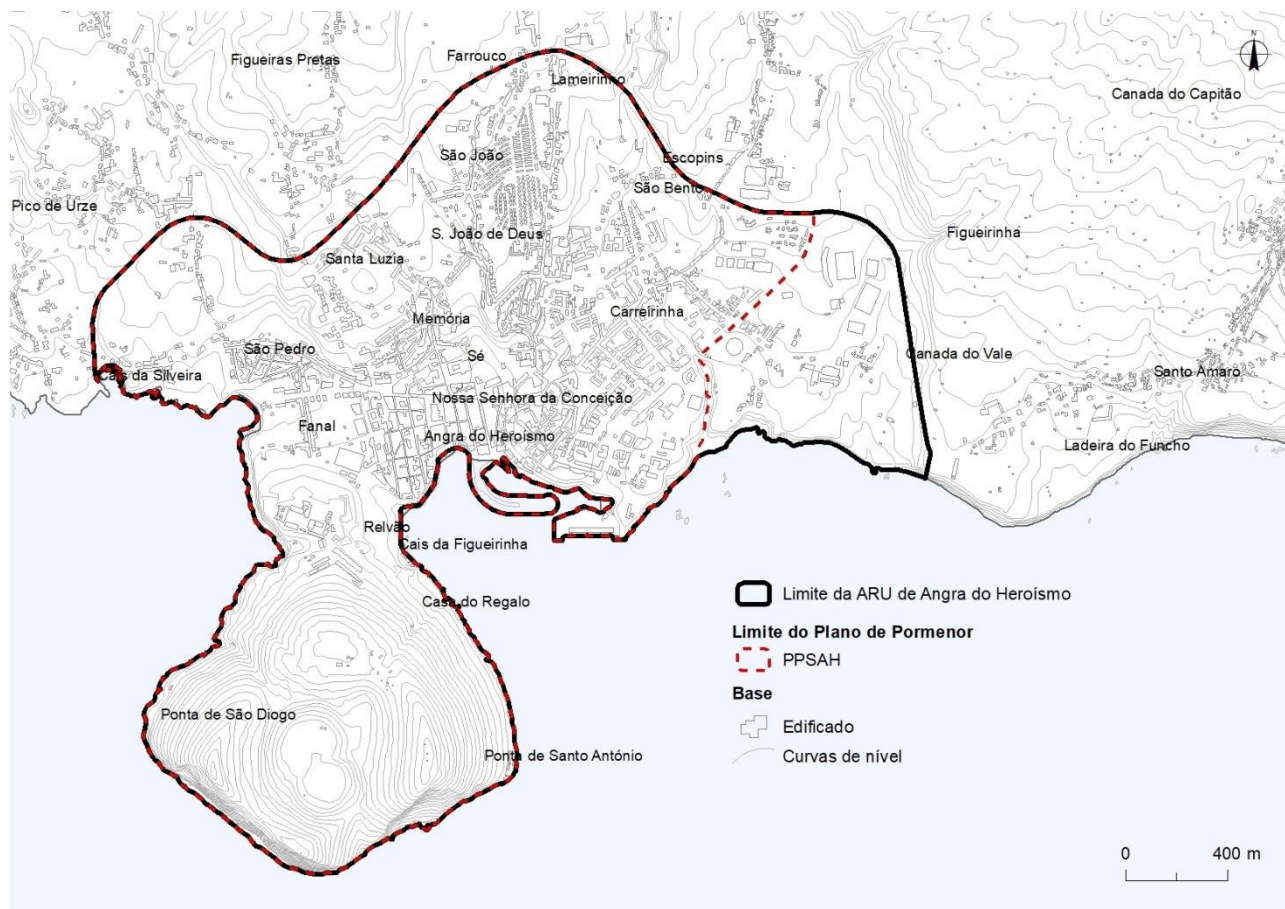 N
Farrouco
Figueiras Pretas
Lameirinho
Canada do Capitão
São João
Escopins
São Bento
Pico de Urze
S. João de Deus
Figueirinha
Santa Luzia
Carreirinha
Memória
São Pedro
Sé
Canada do Vale
Cais da Silveira
Santo Amaro
Nossa Senhora da Conceição
Fanal
Angra do Heroísmo
Ladeira do Funcho
Relvão
Cais da Figueirinha
Casa do Regalo
Ponta de São Diogo
Ponta de Santo António
Limite da ARU de Angra do Heroísmo
Limite do Plano de Pormenor
PPSAH
Base
Edificado
Curvas de nível
0 400 m